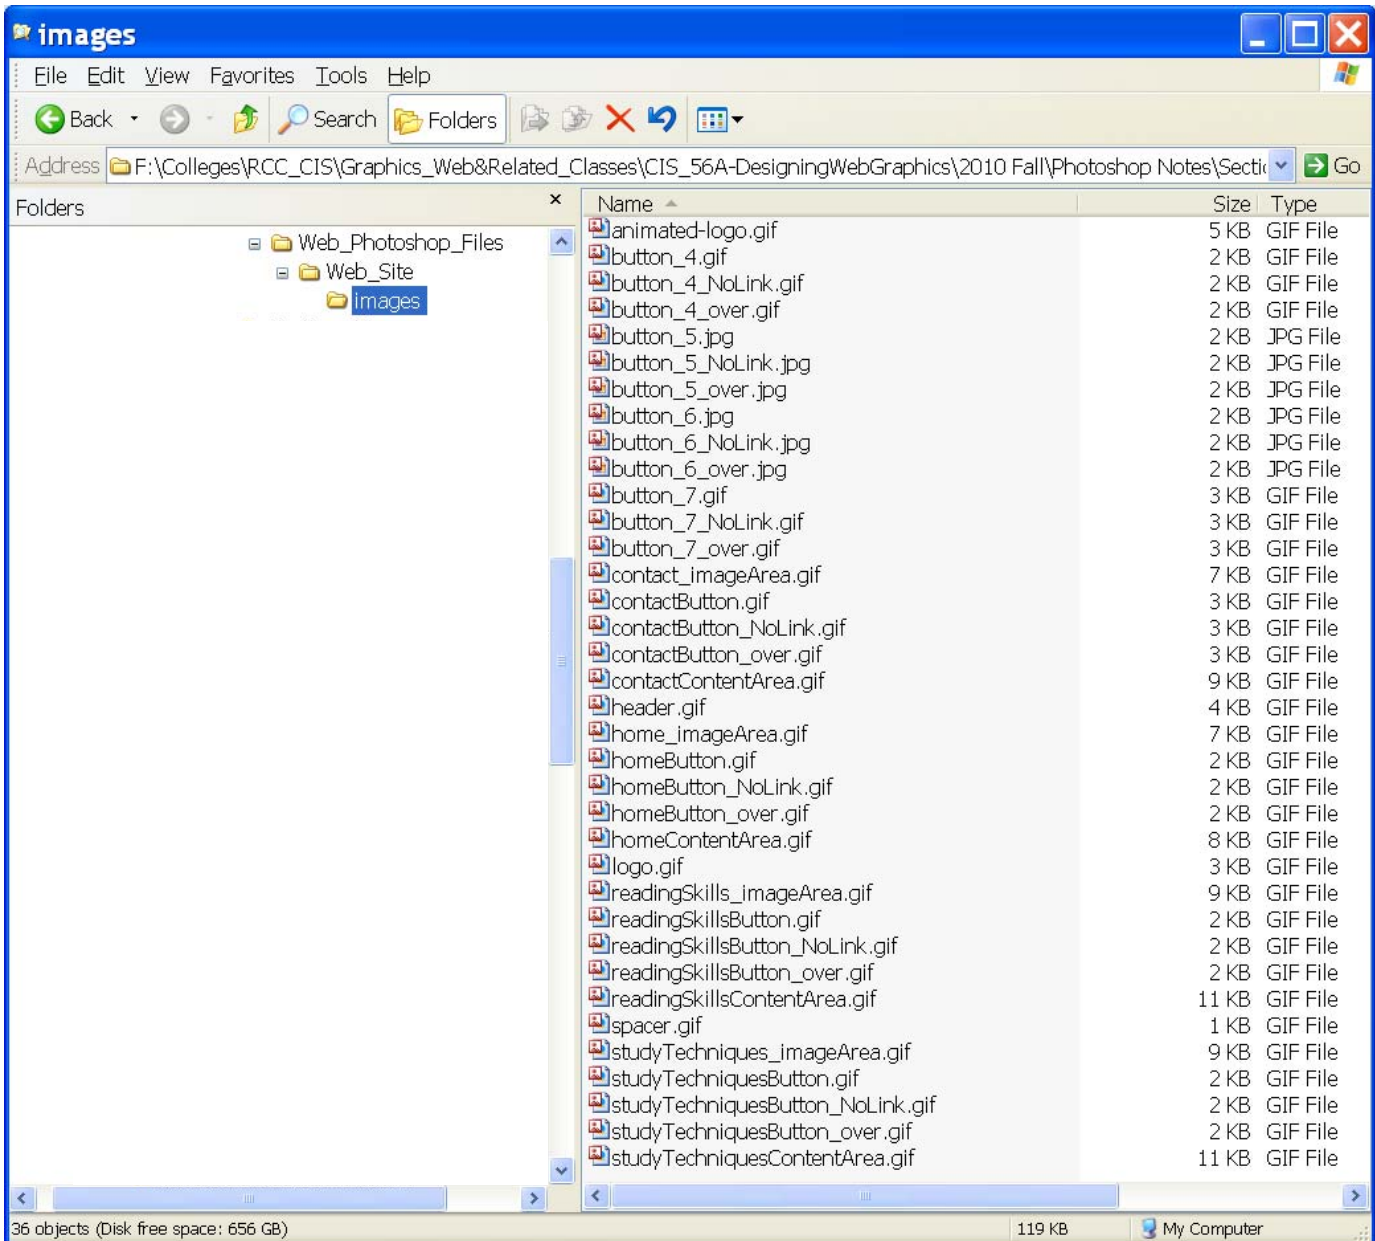 images
File Edit View Favorites Tools Help
Back Search Folders
Address F:\Colleges\RCC_CIS\Graphics_Web&Related_Classes\CIS_56A-DesigningWebGraphics\2010 Fall\Photoshop Notes\Secti Go
Folders x
Web_Photoshop_Files
Web_Site
images
Name Size Type
animated-logo.gif 5 KB GIF File
button_4.gif 2 KB GIF File
button_4_NoLink.gif 2 KB GIF File
button_4_over.gif 2 KB GIF File
button_5.jpg 2 KB JPG File
button_5_NoLink.jpg 2 KB JPG File
button_5_over.jpg 2 KB JPG File
button_6.jpg 2 KB JPG File
button_6_NoLink.jpg 2 KB JPG File
button_6_over.jpg 2 KB JPG File
button_7.gif 3 KB GIF File
button_7_NoLink.gif 3 KB GIF File
button_7_over.gif 3 KB GIF File
contact_imageArea.gif 7 KB GIF File
contactButton.gif 3 KB GIF File
contactButton_NoLink.gif 3 KB GIF File
contactButton_over.gif 3 KB GIF File
contactContentArea.gif 9 KB GIF File
header.gif 4 KB GIF File
home_imageArea.gif 7 KB GIF File
homeButton.gif 2 KB GIF File
homeButton_NoLink.gif 2 KB GIF File
homeButton_over.gif 2 KB GIF File
homeContentArea.gif 8 KB GIF File
logo.gif 3 KB GIF File
readingSkills_imageArea.gif 9 KB GIF File
readingSkillsButton.gif 2 KB GIF File
readingSkillsButton_NoLink.gif 2 KB GIF File
readingSkillsButton_over.gif 2 KB GIF File
readingSkillsContentArea.gif 11 KB GIF File
spacer.gif 1 KB GIF File
studyTechniques_imageArea.gif 9 KB GIF File
studyTechniquesButton.gif 2 KB GIF File
studyTechniquesButton_NoLink.gif 2 KB GIF File
studyTechniquesButton_over.gif 2 KB GIF File
studyTechniquesContentArea.gif 11 KB GIF File
36 objects (Disk free space: 656 GB) 119 KB My Computer